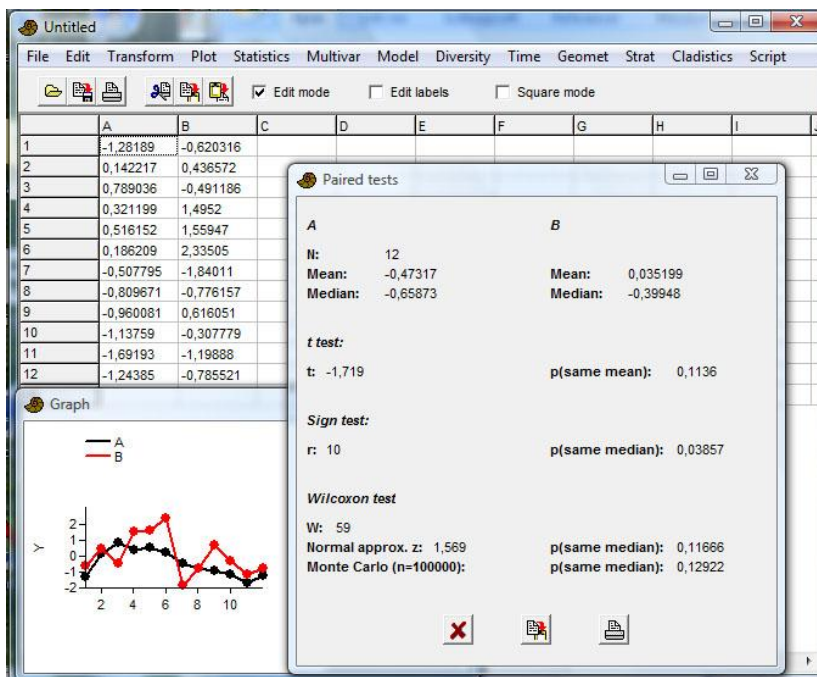 Untitled
File Edit Transform Plot Statistics Multivar Model Diversity Time Geomet Strat Cladistics Script
Edit mode Edit labels Square mode
A B C D E F G H I J
1 -1,28189 -0,620316
2 0,142217 0,436572
3 0,789036 -0,491186
4 0,321199 1,4952
5 0,516152 1,55947
6 0,186209 2,33505
7 -0,507795 -1,84011
8 -0,809671 -0,776157
9 -0,960081 0,616051
10 -1,13759 -0,307779
11 -1,69193 -1,19888
12 -1,24385 -0,785521
Paired tests
A B
N: 12
Mean: -0,47317 Mean: 0,035199
Median: -0,65873 Median: -0,39948
t test:
t: -1,719 p(same mean): 0,1136
Sign test:
r: 10 p(same median): 0,03857
Wilcoxon test
W: 59
Normal approx. z: 1,569 p(same median): 0,11666
Monte Carlo (n=100000): p(same median): 0,12922
Graph
A
B
Y
2
1
0
-1
-2
2 4 6 8 10